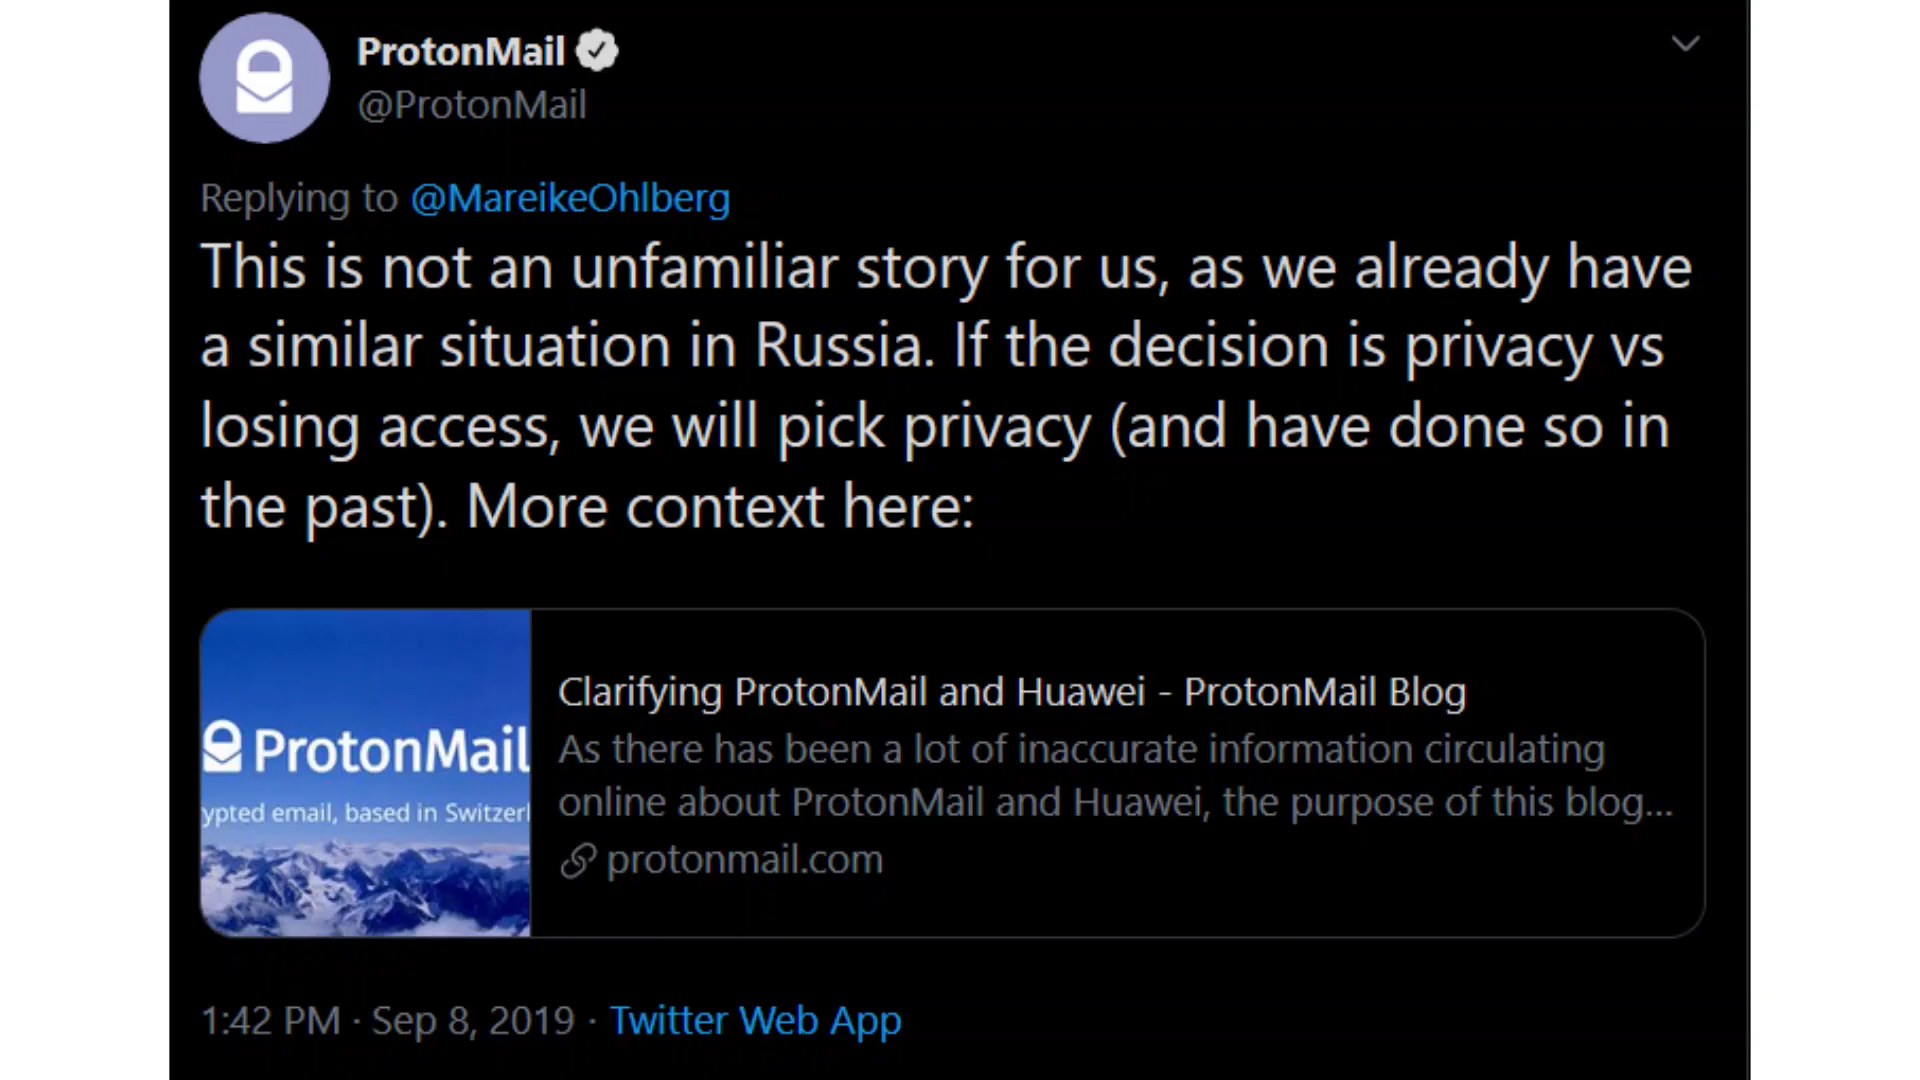 ProtonMail
@ProtonMail
Replying to @MareikeOhlberg
This is not an unfamiliar story for us, as we already have
a similar situation in Russia. If the decision is privacy vs
losing access, we will pick privacy (and have done so in
the past). More context here:
ProtonMail
ypted email, based in Switzerl
Clarifying ProtonMail and Huawei - ProtonMail Blog
As there has been a lot of inaccurate information circulating
online about ProtonMail and Huawei, the purpose of this blog...
protonmail.com
1:42 PM · Sep 8, 2019 · Twitter Web App